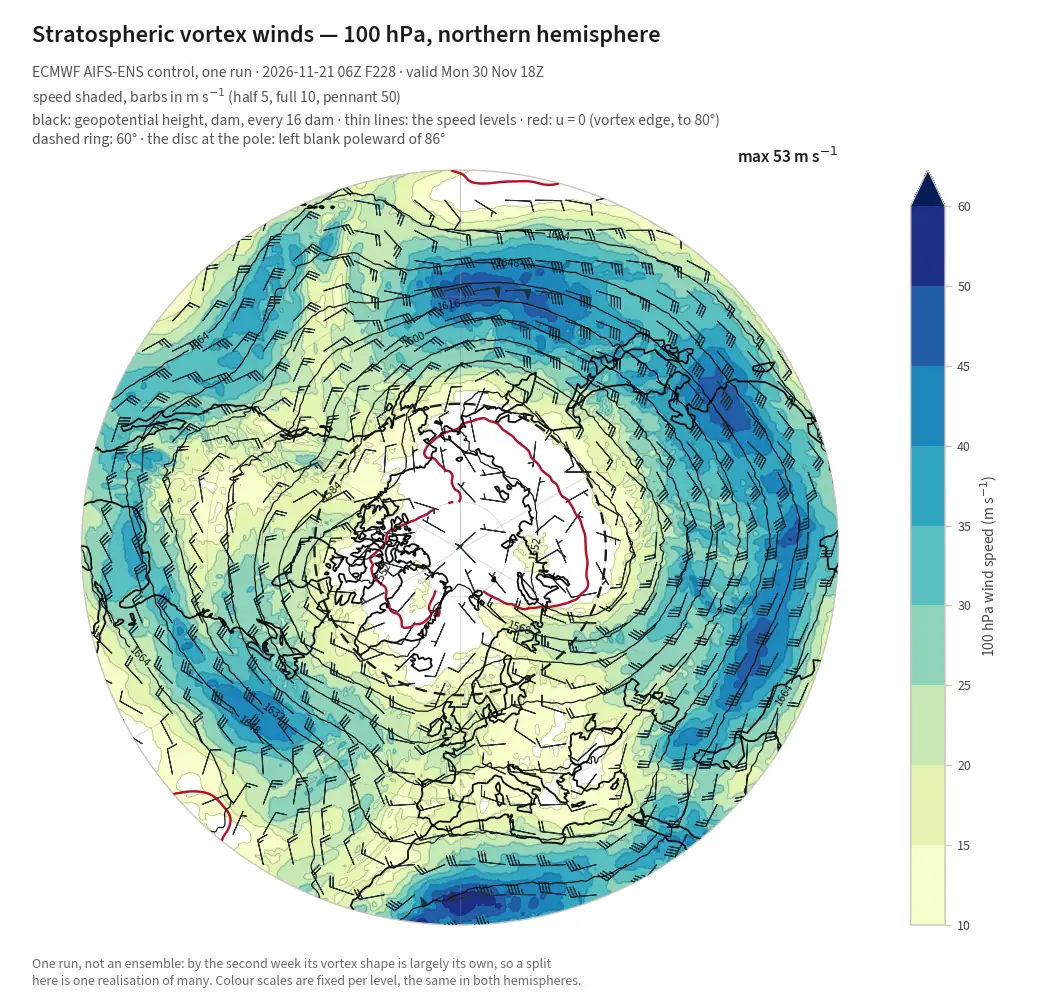 Stratospheric vortex winds — 100 hPa, northern hemisphere
ECMWF AIFS-ENS control, one run · 2026-11-21 06Z F228 · valid Mon 30 Nov 18Z
speed shaded, barbs in m s⁻¹ (half 5, full 10, pennant 50)
black: geopotential height, dam, every 16 dam · thin lines: the speed levels · red: u = 0 (vortex edge, to 80°)
dashed ring: 60° · the disc at the pole: left blank poleward of 86°
max 53 m s⁻¹
1664
1648
1616
1600
1664
1584
1568
1664
1632
1648
1664
60
50
45
40
35
30
25
20
15
10
100 hPa wind speed (m s⁻¹)
One run, not an ensemble: by the second week its vortex shape is largely its own, so a split
here is one realisation of many. Colour scales are fixed per level, the same in both hemispheres.